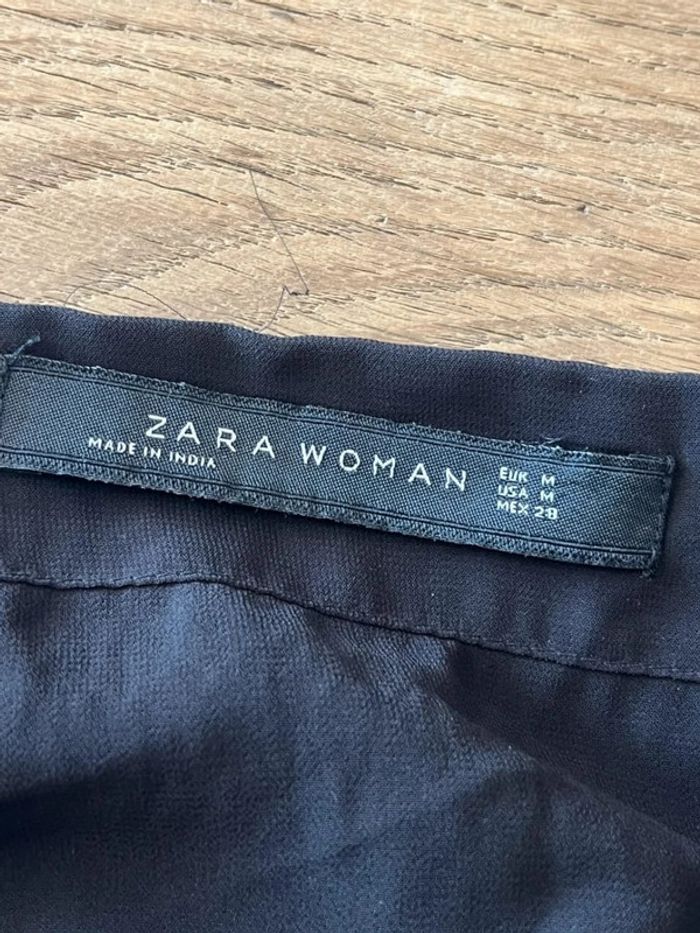 ZARA WOMAN
MADE IN INDIA
EUR M
USA M
MEX 28